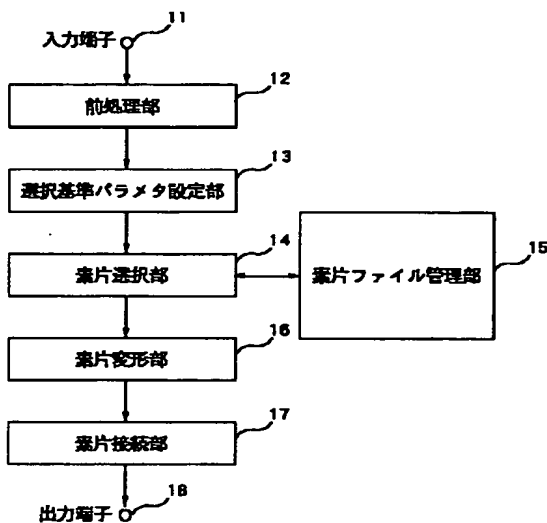 11
入力端子
12
前処理部
13
選択基準パラメタ設定部
14
素片選択部
15
素片ファイル管理部
16
素片変形部
17
素片接続部
18
出力端子